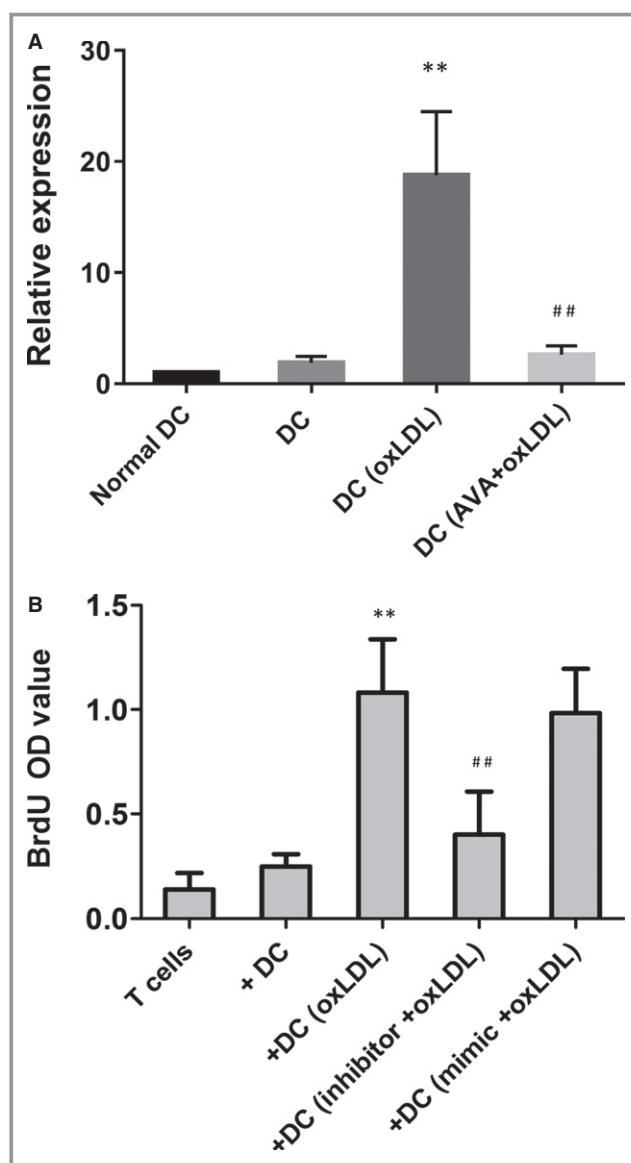 A
Relative expression
30
20
10
0
**
##
Normal DC
DC
DC (oxLDL)
DC (AVA+oxLDL)
B
BrdU OD value
1.5
1.0
0.5
0.0
**
##
T cells
+ DC
+DC (oxLDL)
+DC (inhibitor +oxLDL)
+DC (mimic +oxLDL)